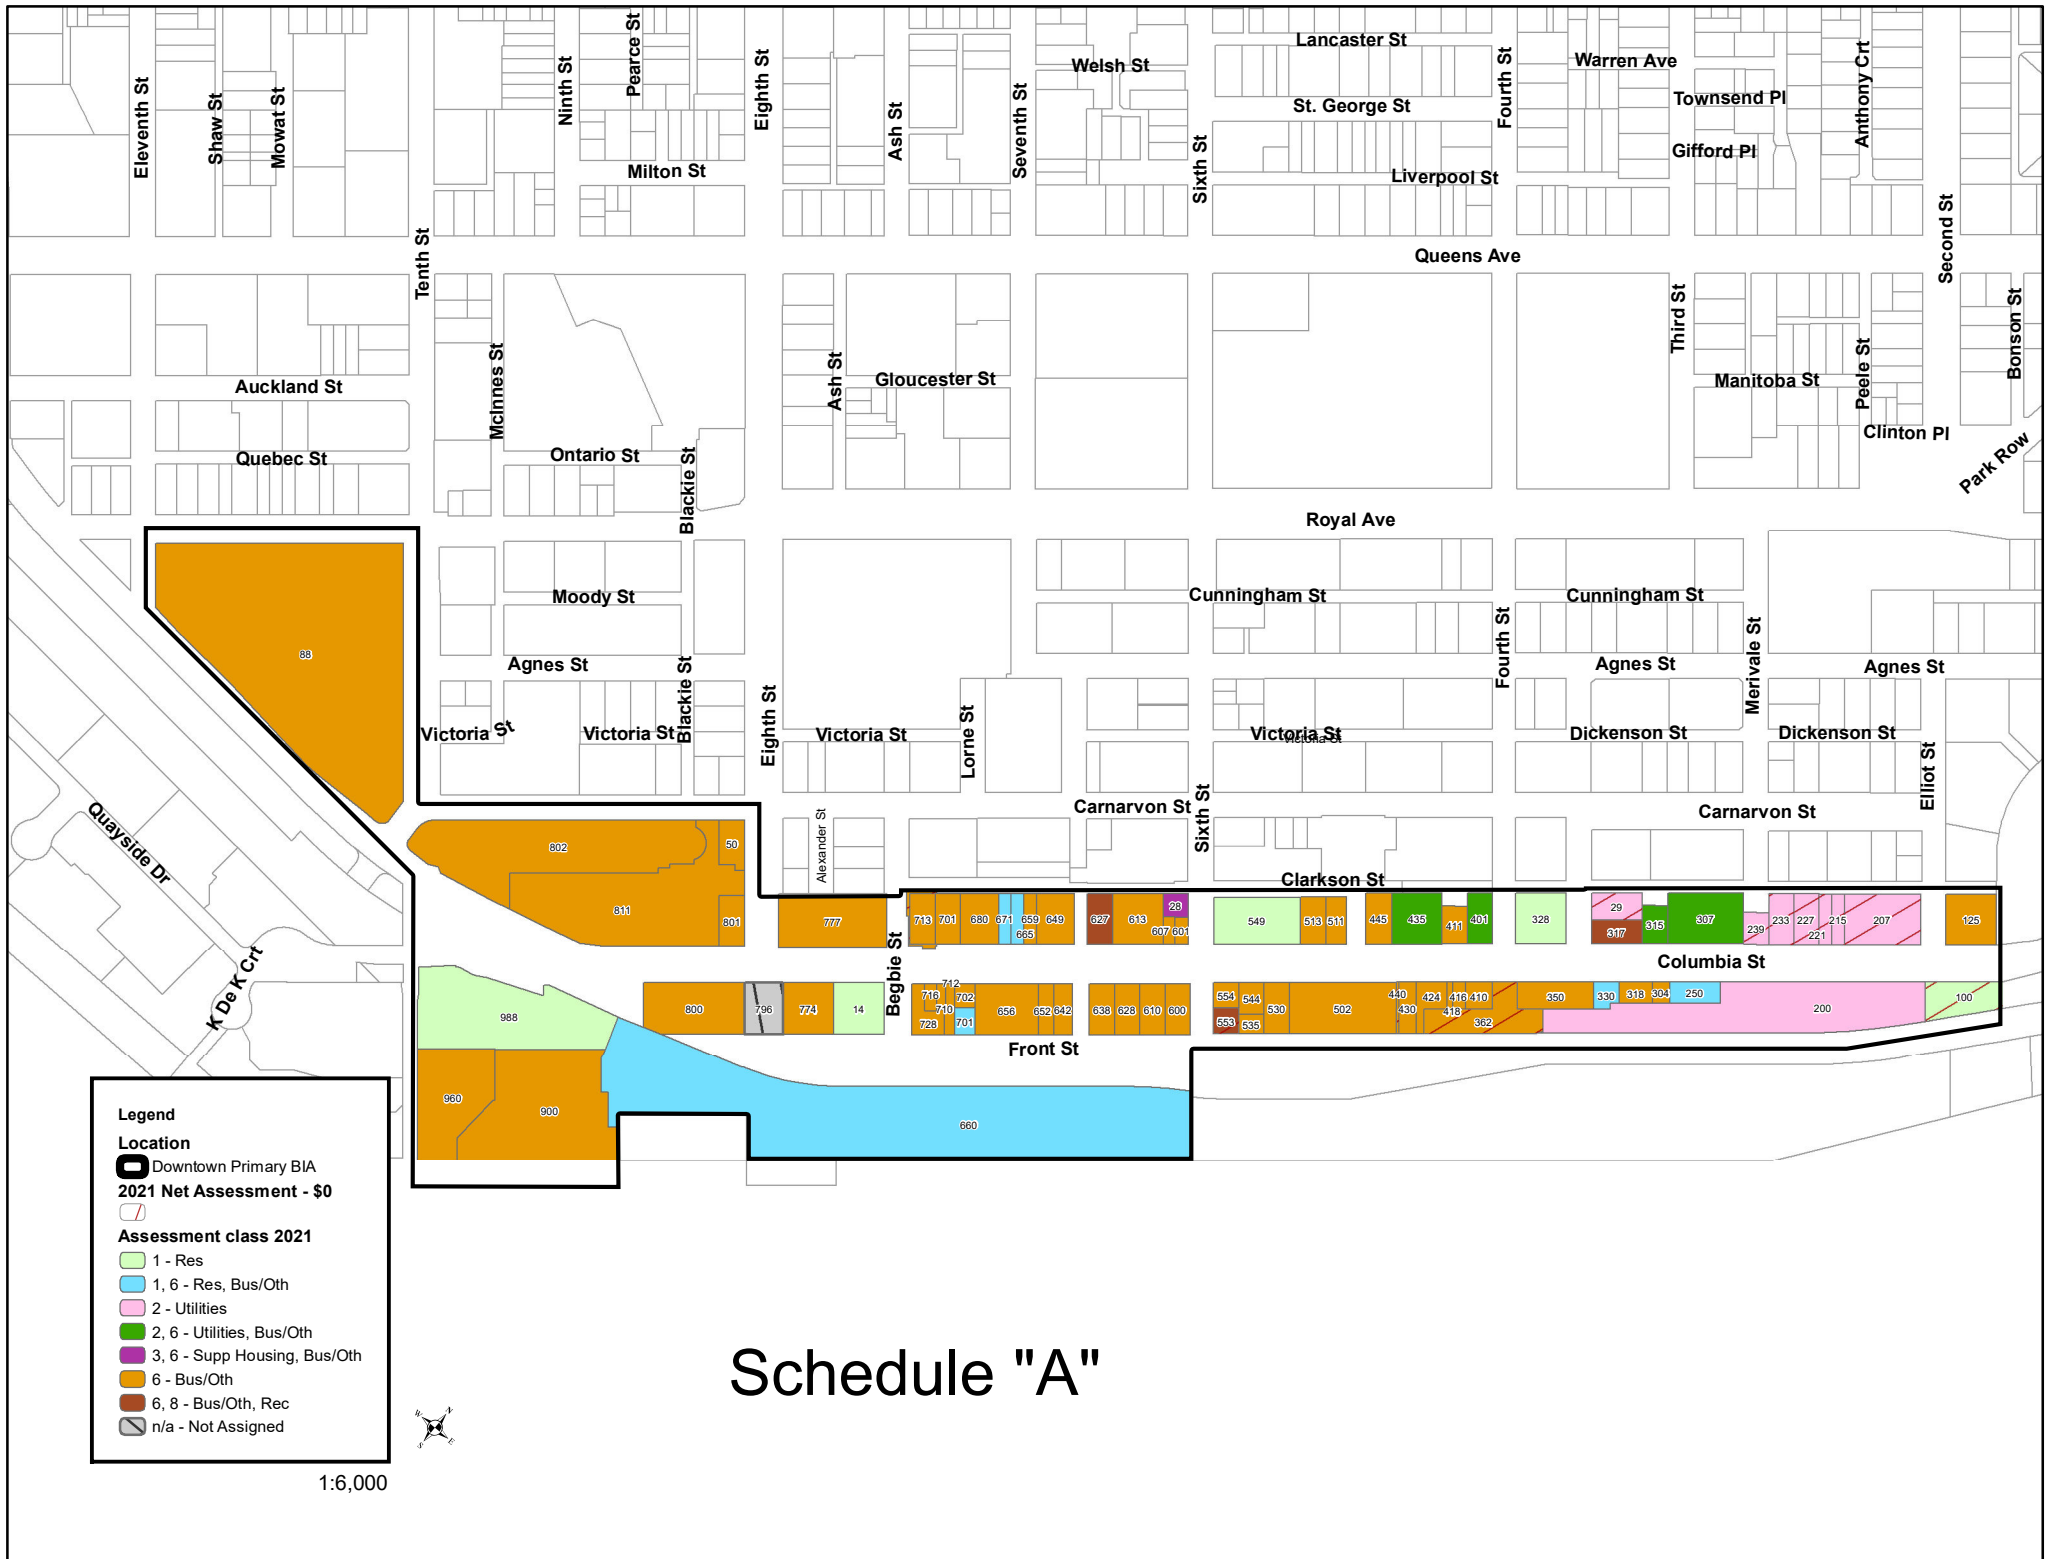 Lancaster St
Welsh St
Warren Ave
Pearce St
Eleventh St
Shaw St
Mowat St
Ninth St
Eighth St
Ash St
Seventh St
Fourth St
Anthony Crt
Townsend Pl
St. George St
Gifford Pl
Milton St
Sixth St
Liverpool St
Second St
Tenth St
Queens Ave
Third St
Bonson St
McInnes St
Ash St
Peele St
Auckland St
Gloucester St
Manitoba St
Clinton Pl
Quebec St
Ontario St
Blackie St
Park Row
Royal Ave
Moody St
Cunningham St
Cunningham St
Fourth St
Merivale St
88
Agnes St
Blackie St
Agnes St
Agnes St
Eighth St
Lorne St
Victoria St
Victoria St
Victoria St
Victoria St
Victoria St
Dickenson St
Dickenson St
Elliot St
Quayside Dr
Carnarvon St
Sixth St
Carnarvon St
Alexander St
802
50
Clarkson St
811
801
777
713
701
680
671
665
659
649
627
613
28
607
601
549
513
511
445
435
411
401
328
29
317
315
307
239
233
227
221
215
207
125
Begbie St
K De K Crt
Columbia St
988
800
796
774
14
716
712
710
728
702
701
656
652
642
638
628
610
600
554
553
544
535
530
502
440
430
424
418
416
410
362
350
330
318
304
250
200
100
Front St
960
900
660
Legend
Location
Downtown Primary BIA
2021 Net Assessment - $0
Assessment class 2021
1 - Res
1, 6 - Res, Bus/Oth
2 - Utilities
2, 6 - Utilities, Bus/Oth
3, 6 - Supp Housing, Bus/Oth
6 - Bus/Oth
6, 8 - Bus/Oth, Rec
n/a - Not Assigned
Schedule "A"
W
N
S
E
1:6,000